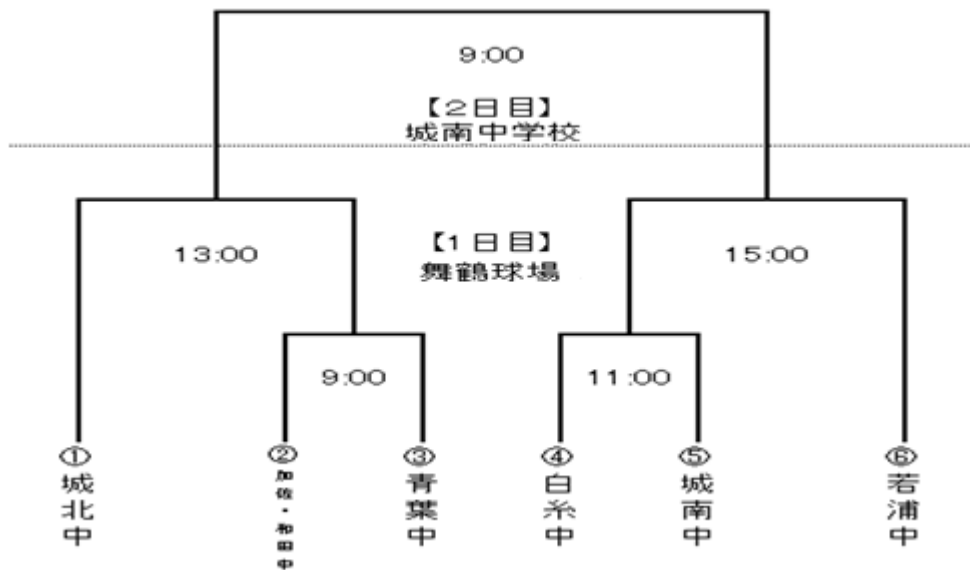 9:00
【2日目】
城南中学校
13:00
【1日目】
舞鶴球場
15:00
9:00
11:00
①城北中
②加佐・和田中
③青葉中
④白糸中
⑤城南中
⑥若浦中